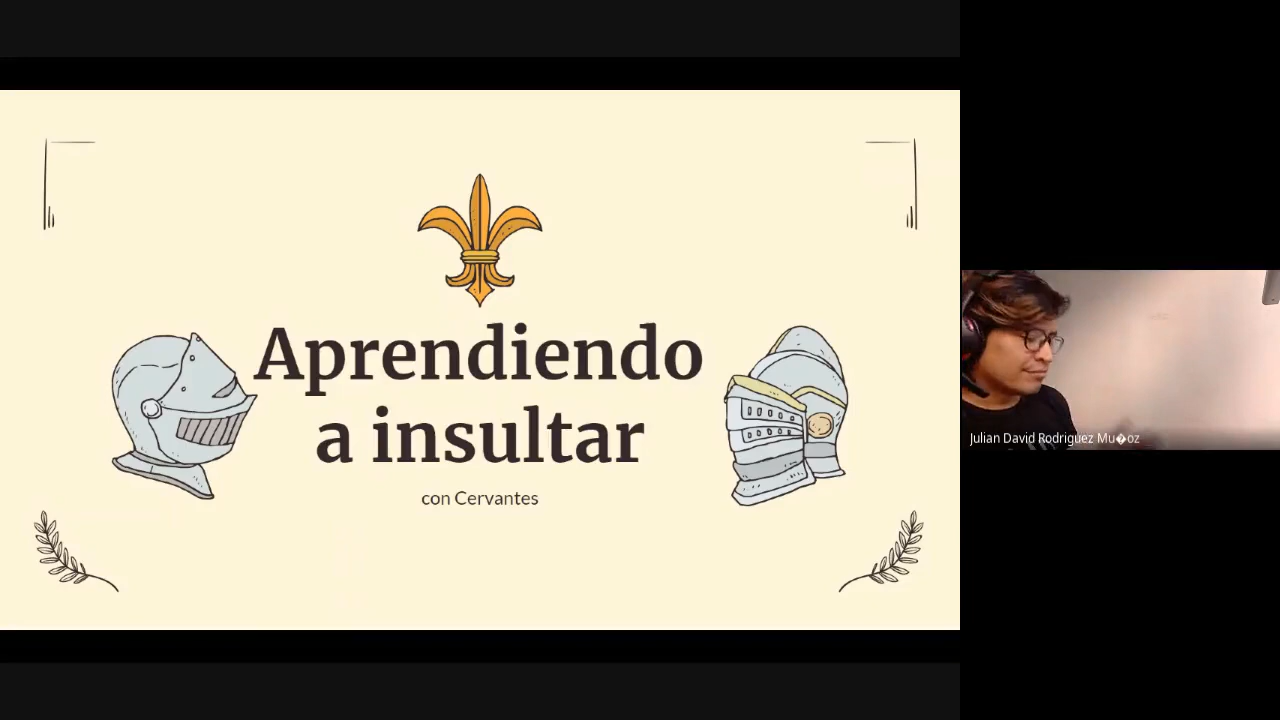 Aprendiendo
a insultar
con Cervantes
Julian David Rodriguez Mu�oz